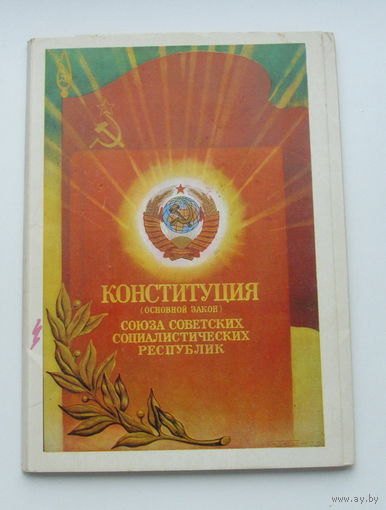 КОНСТИТУЦИЯ
(ОСНОВНОЙ ЗАКОН)
СОЮЗА СОВЕТСКИХ
СОЦИАЛИСТИЧЕСКИХ
РЕСПУБЛИК
www.ay.by